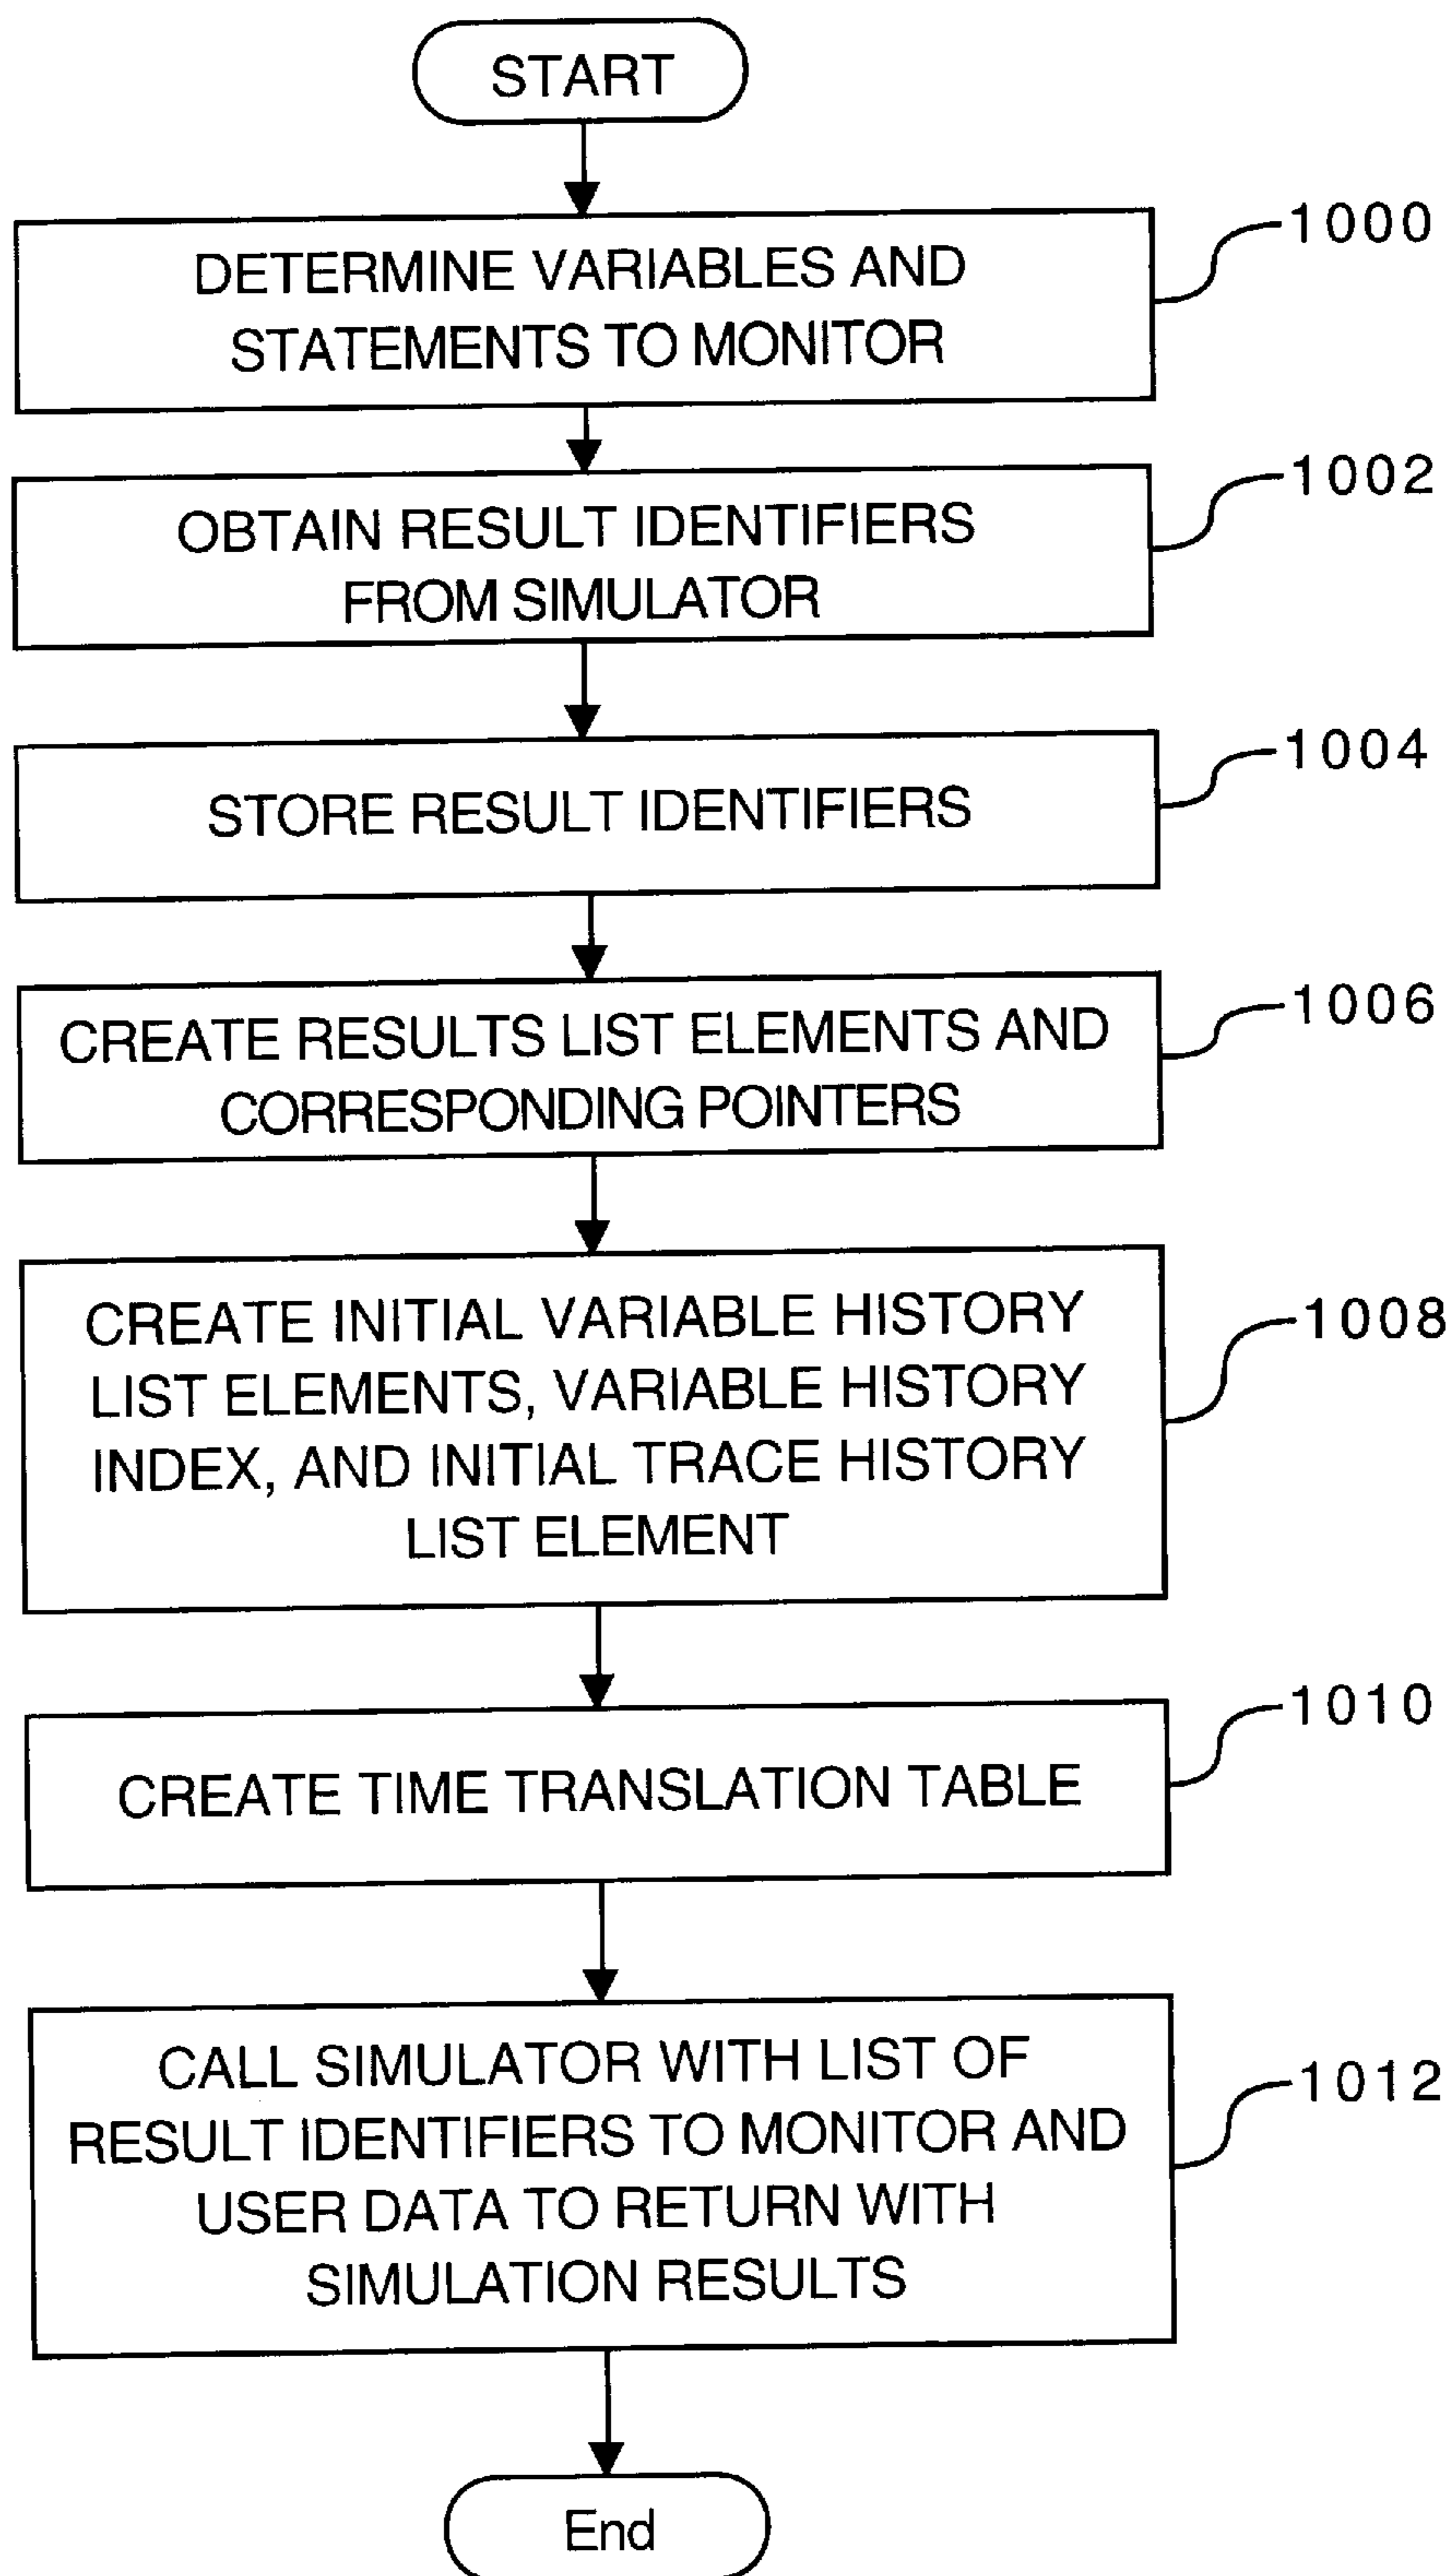 START
1000
DETERMINE VARIABLES AND
STATEMENTS TO MONITOR
1002
OBTAIN RESULT IDENTIFIERS
FROM SIMULATOR
1004
STORE RESULT IDENTIFIERS
1006
CREATE RESULTS LIST ELEMENTS AND
CORRESPONDING POINTERS
1008
CREATE INITIAL VARIABLE HISTORY
LIST ELEMENTS, VARIABLE HISTORY
INDEX, AND INITIAL TRACE HISTORY
LIST ELEMENT
1010
CREATE TIME TRANSLATION TABLE
1012
CALL SIMULATOR WITH LIST OF
RESULT IDENTIFIERS TO MONITOR AND
USER DATA TO RETURN WITH
SIMULATION RESULTS
End